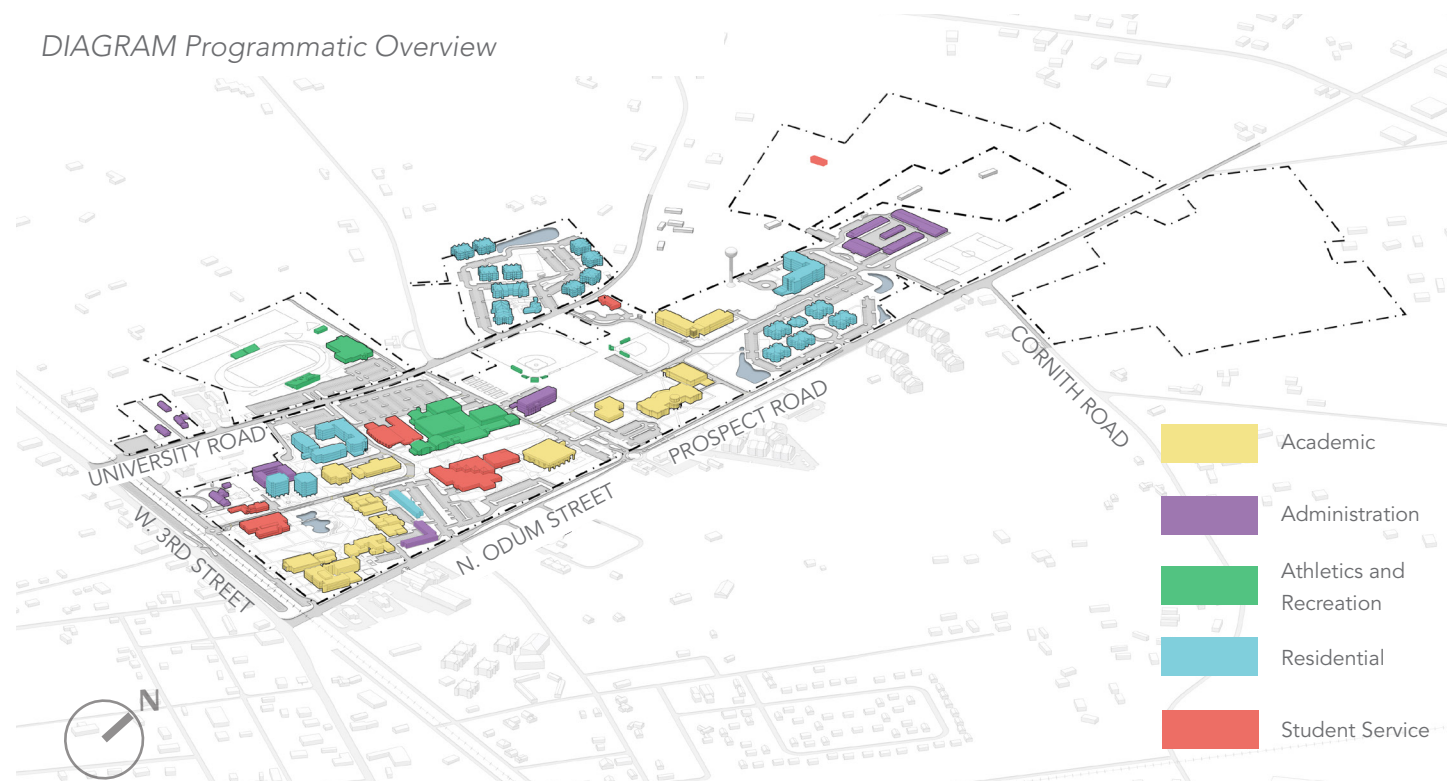 DIAGRAM Programmatic Overview
UNIVERSITY ROAD
W. 3RD STREET
N. ODUM STREET
PROSPECT ROAD
CORNITH ROAD
Academic
Administration
Athletics and
Recreation
Residential
Student Service
N